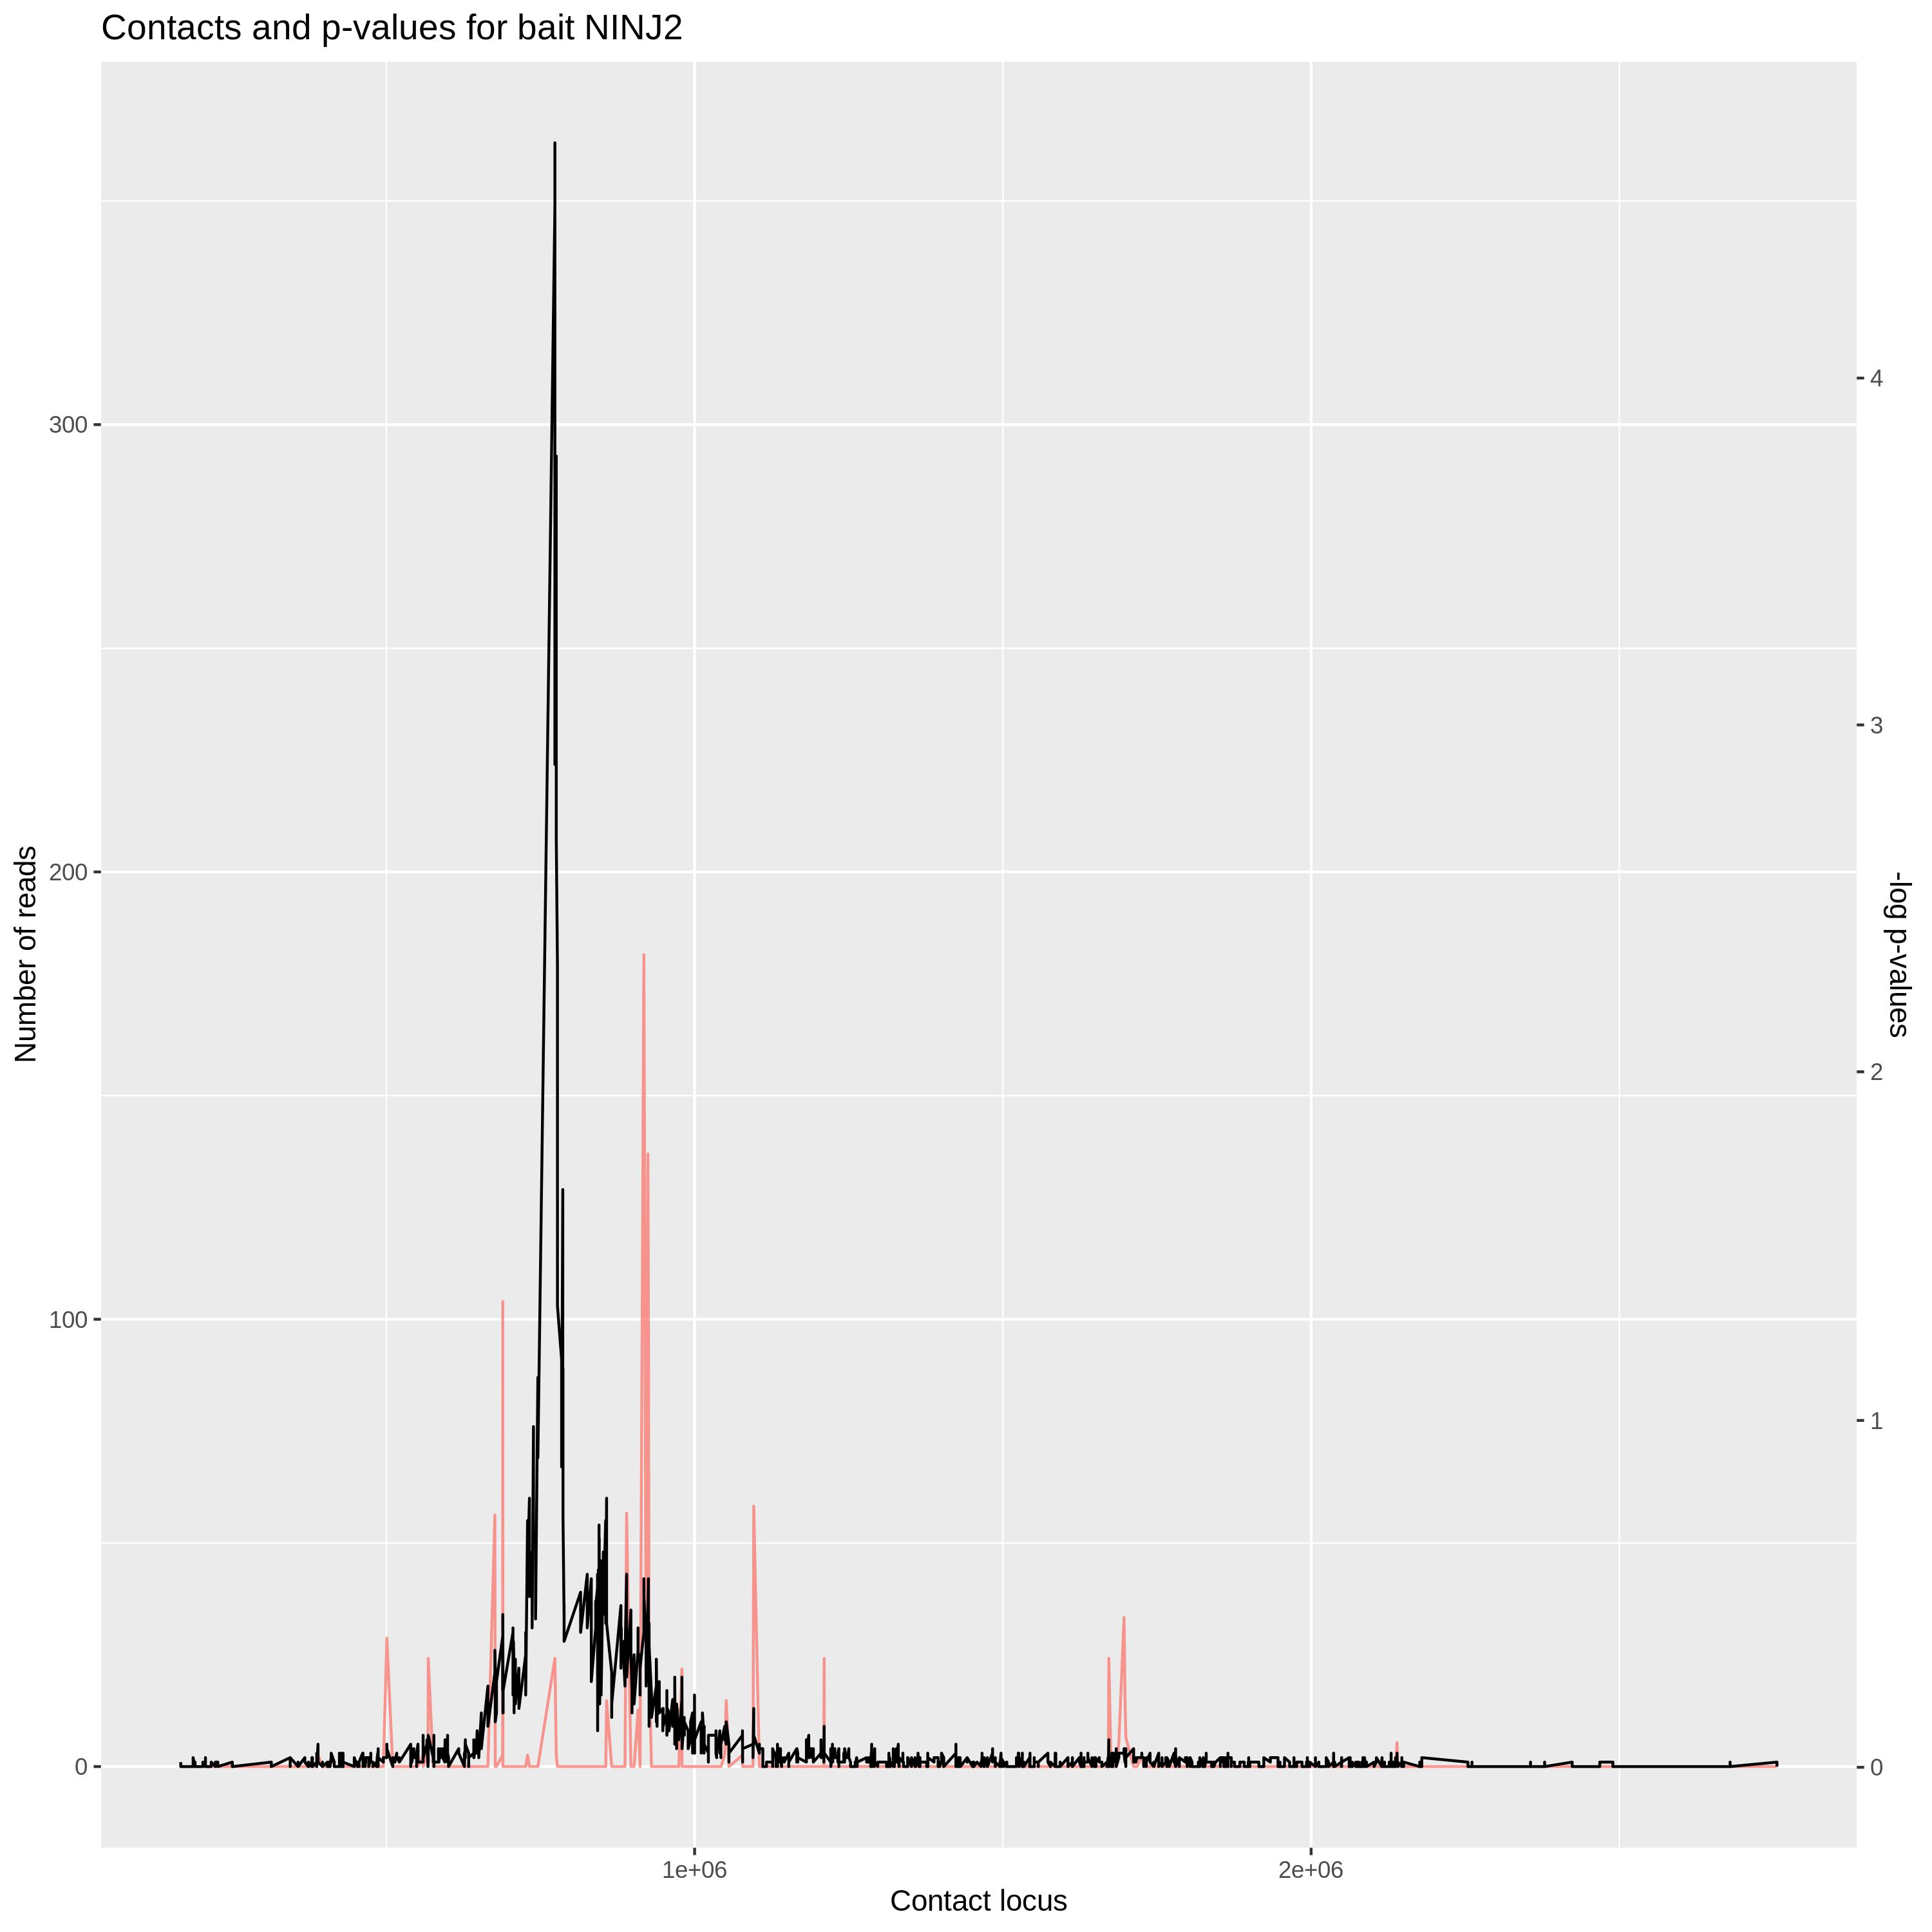 Contacts and p-values for bait NINJ2
Number of reads
300
200
100
0
4
3
2
1
0
-log p-values
1e+06
2e+06
Contact locus